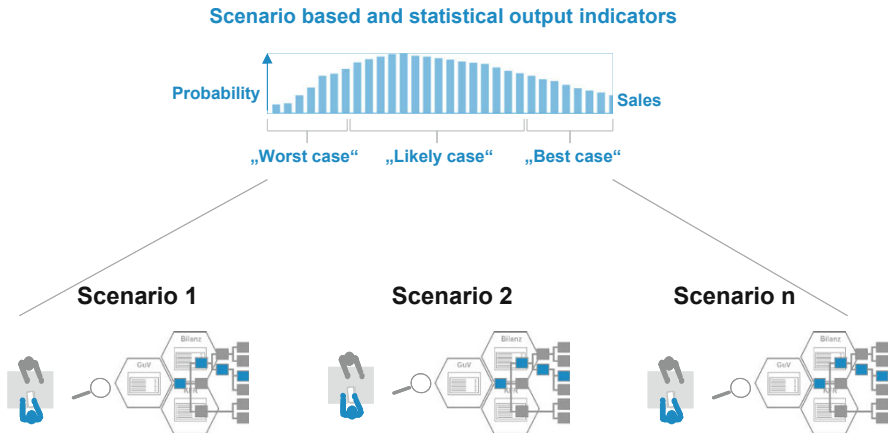 Scenario based and statistical output indicators
Probability
Sales
„Worst case“
„Likely case“
„Best case“
Scenario 1
Scenario 2
Scenario n
Bilanz
GuV
Bilanz
GuV
Bilanz
GuV